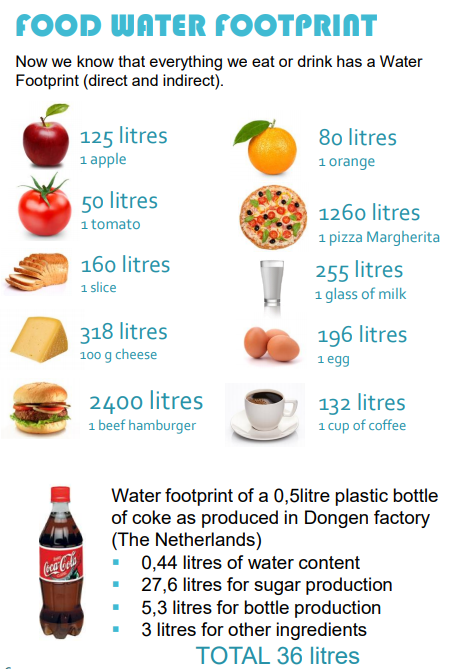 FOOD WATER FOOTPRINT
Now we know that everything we eat or drink has a Water
Footprint (direct and indirect).
125 litres
1 apple
80 litres
1 orange
50 litres
1 tomato
1260 litres
1 pizza Margherita
160 litres
1 slice
255 litres
1 glass of milk
318 litres
100 g cheese
196 litres
1 egg
2400 litres
1 beef hamburger
132 litres
1 cup of coffee
Coca-Cola
Water footprint of a 0,5litre plastic bottle
of coke as produced in Dongen factory
(The Netherlands)
▪ 0,44 litres of water content
▪ 27,6 litres for sugar production
▪ 5,3 litres for bottle production
▪ 3 litres for other ingredients
TOTAL 36 litres